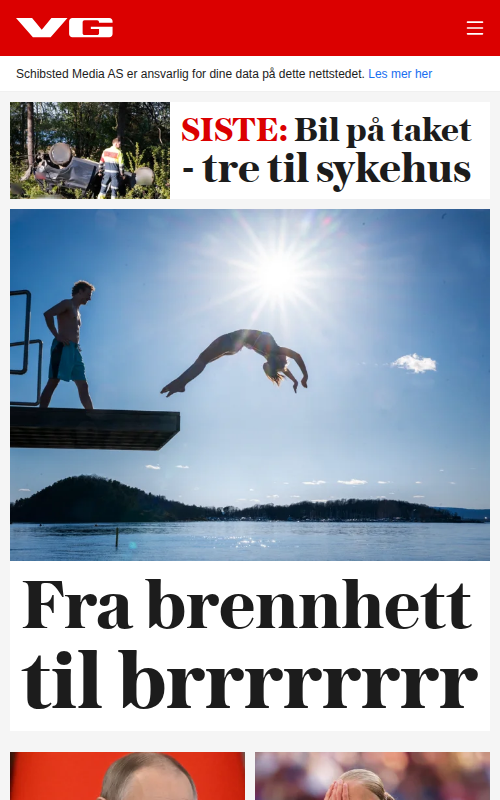 VG
Schibsted Media AS er ansvarlig for dine data på dette nettstedet. Les mer her
SISTE: Bil på taket
- tre til sykehus
Fra brennhett
til brrrrrrrr